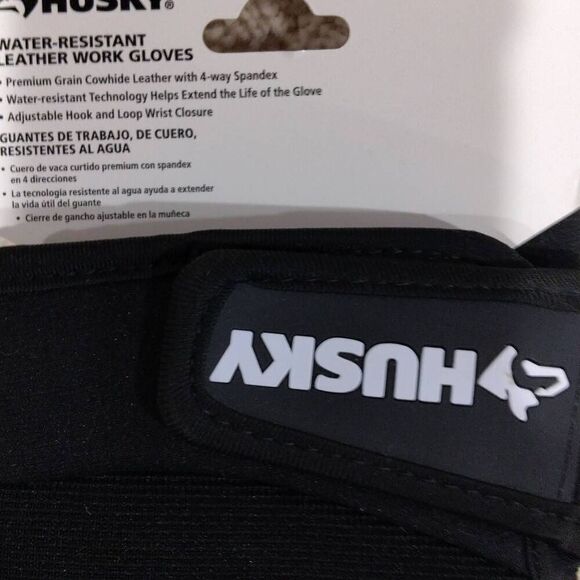 HUSKY®
WATER-RESISTANT
LEATHER WORK GLOVES
• Premium Grain Cowhide Leather with 4-way Spandex
• Water-resistant Technology Helps Extend the Life of the Glove
• Adjustable Hook and Loop Wrist Closure
GUANTES DE TRABAJO, DE CUERO,
RESISTENTES AL AGUA
• Cuero de vaca curtido premium con spandex
en 4 direcciones
• La tecnología resistente al agua ayuda a extender
la vida útil del guante
• Cierre de gancho ajustable en la muñeca
HUSKY